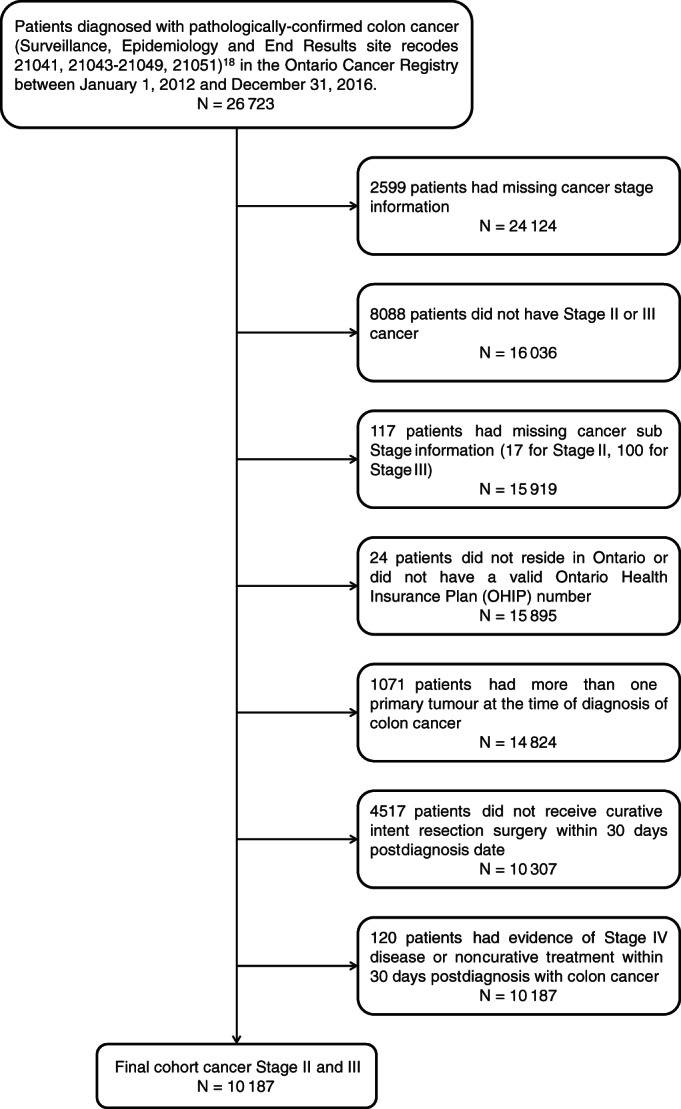 Patients diagnosed with pathologically-confirmed colon cancer
(Surveillance, Epidemiology and End Results site recodes
21041, 21043-21049, 21051)¹⁸ in the Ontario Cancer Registry
between January 1, 2012 and December 31, 2016.
N = 26 723
2599 patients had missing cancer stage
information
N = 24 124
8088 patients did not have Stage II or III
cancer
N = 16 036
117 patients had missing cancer sub
Stage information (17 for Stage II, 100 for
Stage III)
N = 15 919
24 patients did not reside in Ontario or
did not have a valid Ontario Health
Insurance Plan (OHIP) number
N = 15 895
1071 patients had more than one
primary tumour at the time of diagnosis of
colon cancer
N = 14 824
4517 patients did not receive curative
intent resection surgery within 30 days
postdiagnosis date
N = 10 307
120 patients had evidence of Stage IV
disease or noncurative treatment within
30 days postdiagnosis with colon cancer
N = 10 187
Final cohort cancer Stage II and III
N = 10 187